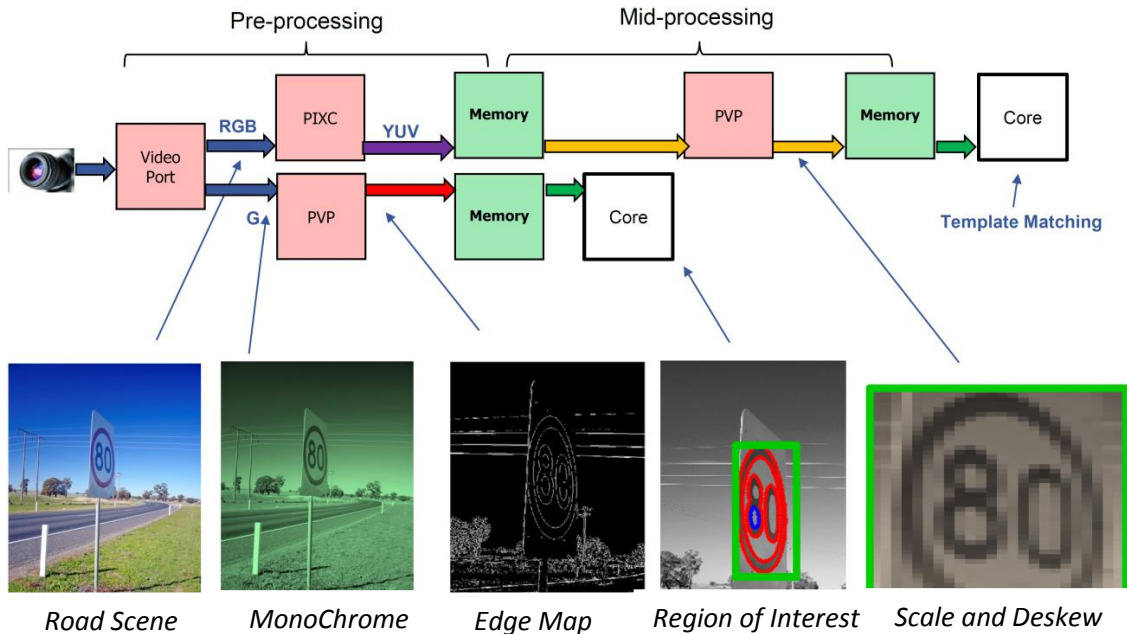 Pre-processing
Mid-processing
RGB
PIXC
YUV
Memory
PVP
Memory
Core
Video
Port
G
PVP
Memory
Core
Template Matching
80
80
80
80
80
Road Scene
MonoChrome
Edge Map
Region of Interest
Scale and Deskew